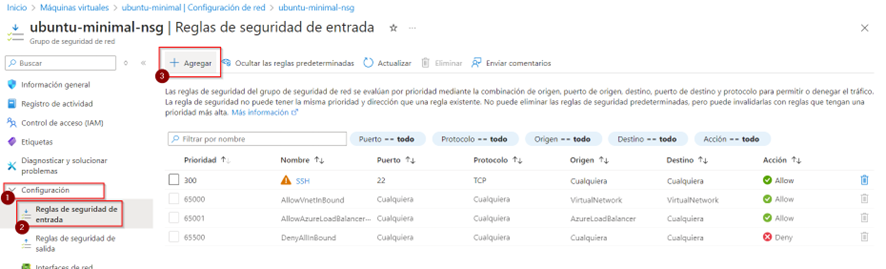 Inicio > Máquinas virtuales > ubuntu-minimal | Configuración de red > ubuntu-minimal-nsg
ubuntu-minimal-nsg | Reglas de seguridad de entrada
Grupo de seguridad de red
Buscar
Agregar
Ocultar las reglas predeterminadas
Actualizar
Eliminar
Enviar comentarios
3
Información general
Registro de actividad
Control de acceso (IAM)
Etiquetas
Diagnosticar y solucionar
problemas
Configuración
1
Reglas de seguridad de
entrada
2
Reglas de seguridad de
salida
Interfaces de red
Las reglas de seguridad del grupo de seguridad de red se evalúan por prioridad mediante la combinación de origen, puerto de origen, destino, puerto de destino y protocolo para permitir o denegar el tráfico.
La regla de seguridad no puede tener la misma prioridad y dirección que una regla existente. No puede eliminar las reglas de seguridad predeterminadas, pero puede invalidarlas con reglas que tengan una
prioridad más alta. Más información
Filtrar por nombre
Puerto == todo
Protocolo == todo
Origen == todo
Destino == todo
Acción == todo
Prioridad Nombre Puerto Protocolo Origen Destino Acción
300 SSH 22 TCP Cualquiera Cualquiera Allow
65000 AllowVnetInBound Cualquiera Cualquiera VirtualNetwork VirtualNetwork Allow
65001 AllowAzureLoadBalancer... Cualquiera Cualquiera AzureLoadBalancer Cualquiera Allow
65500 DenyAllInBound Cualquiera Cualquiera Cualquiera Cualquiera Deny